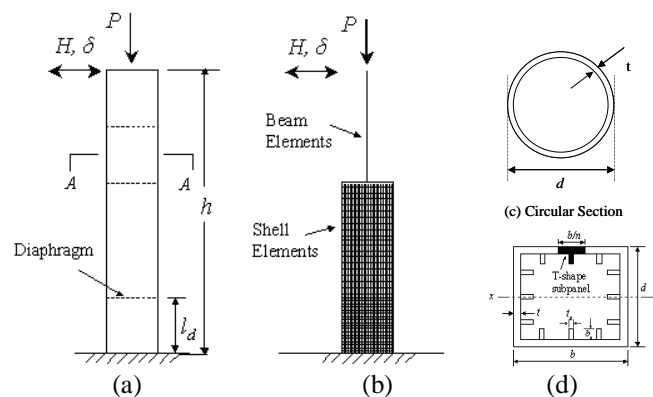 P
H, δ
A
A
h
Diaphragm
l_d
(a)
P
H, δ
Beam
Elements
Shell
Elements
(b)
t
d
(c) Circular Section
b/n
T-shape
subpanel
x
d
t
t_s
b_s
b
(d)